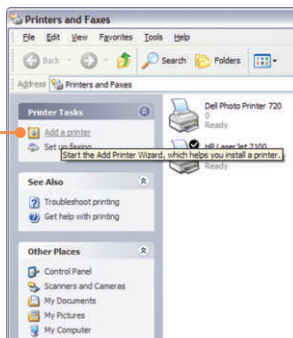 Printers and Faxes
File Edit View Favorites Tools Help
Back Search Folders
Address Printers and Faxes
Printer Tasks
Add a printer
Set up faxing
Start the Add Printer Wizard, which helps you install a printer.
See Also
Troubleshoot printing
Get help with printing
Other Places
Control Panel
Scanners and Cameras
My Documents
My Pictures
My Computer
Dell Photo Printer 720
0
Ready
HP LaserJet 2100
Ready